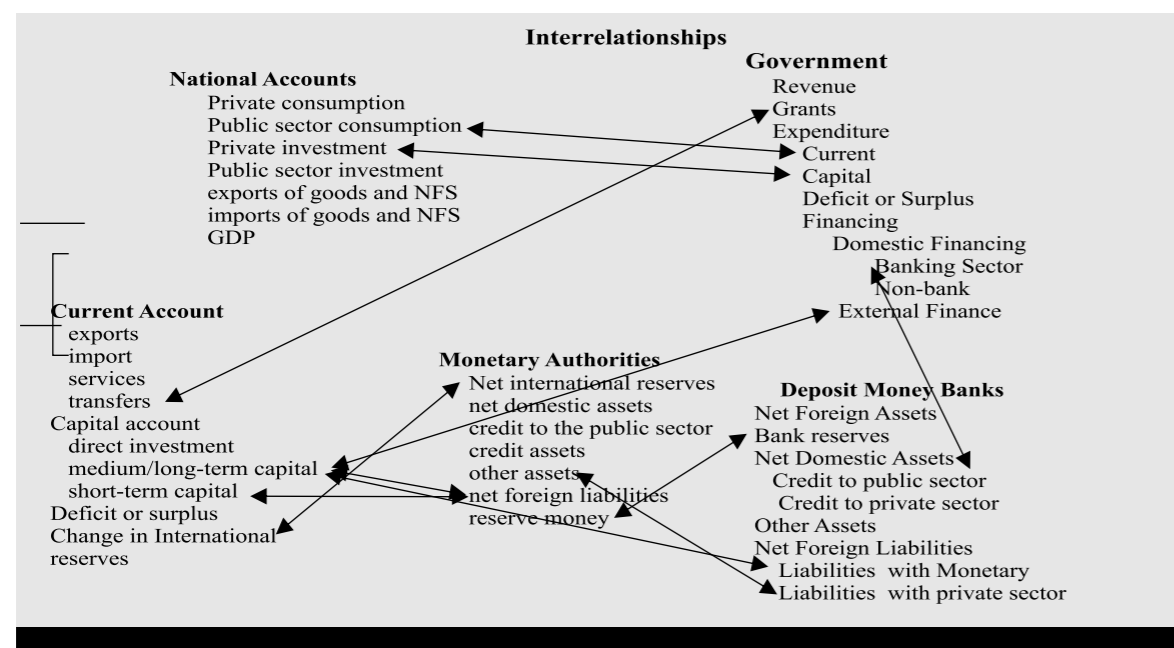 Interrelationships
National Accounts
Private consumption
Public sector consumption
Private investment
Public sector investment
exports of goods and NFS
imports of goods and NFS
GDP
Government
Revenue
Grants
Expenditure
Current
Capital
Deficit or Surplus
Financing
Domestic Financing
Banking Sector
Non-bank
External Finance
Current Account
exports
import
services
transfers
Capital account
direct investment
medium/long-term capital
short-term capital
Deficit or surplus
Change in International
reserves
Monetary Authorities
Net international reserves
net domestic assets
credit to the public sector
credit assets
other assets
net foreign liabilities
reserve money
Deposit Money Banks
Net Foreign Assets
Bank reserves
Net Domestic Assets
Credit to public sector
Credit to private sector
Other Assets
Net Foreign Liabilities
Liabilities with Monetary
Liabilities with private sector